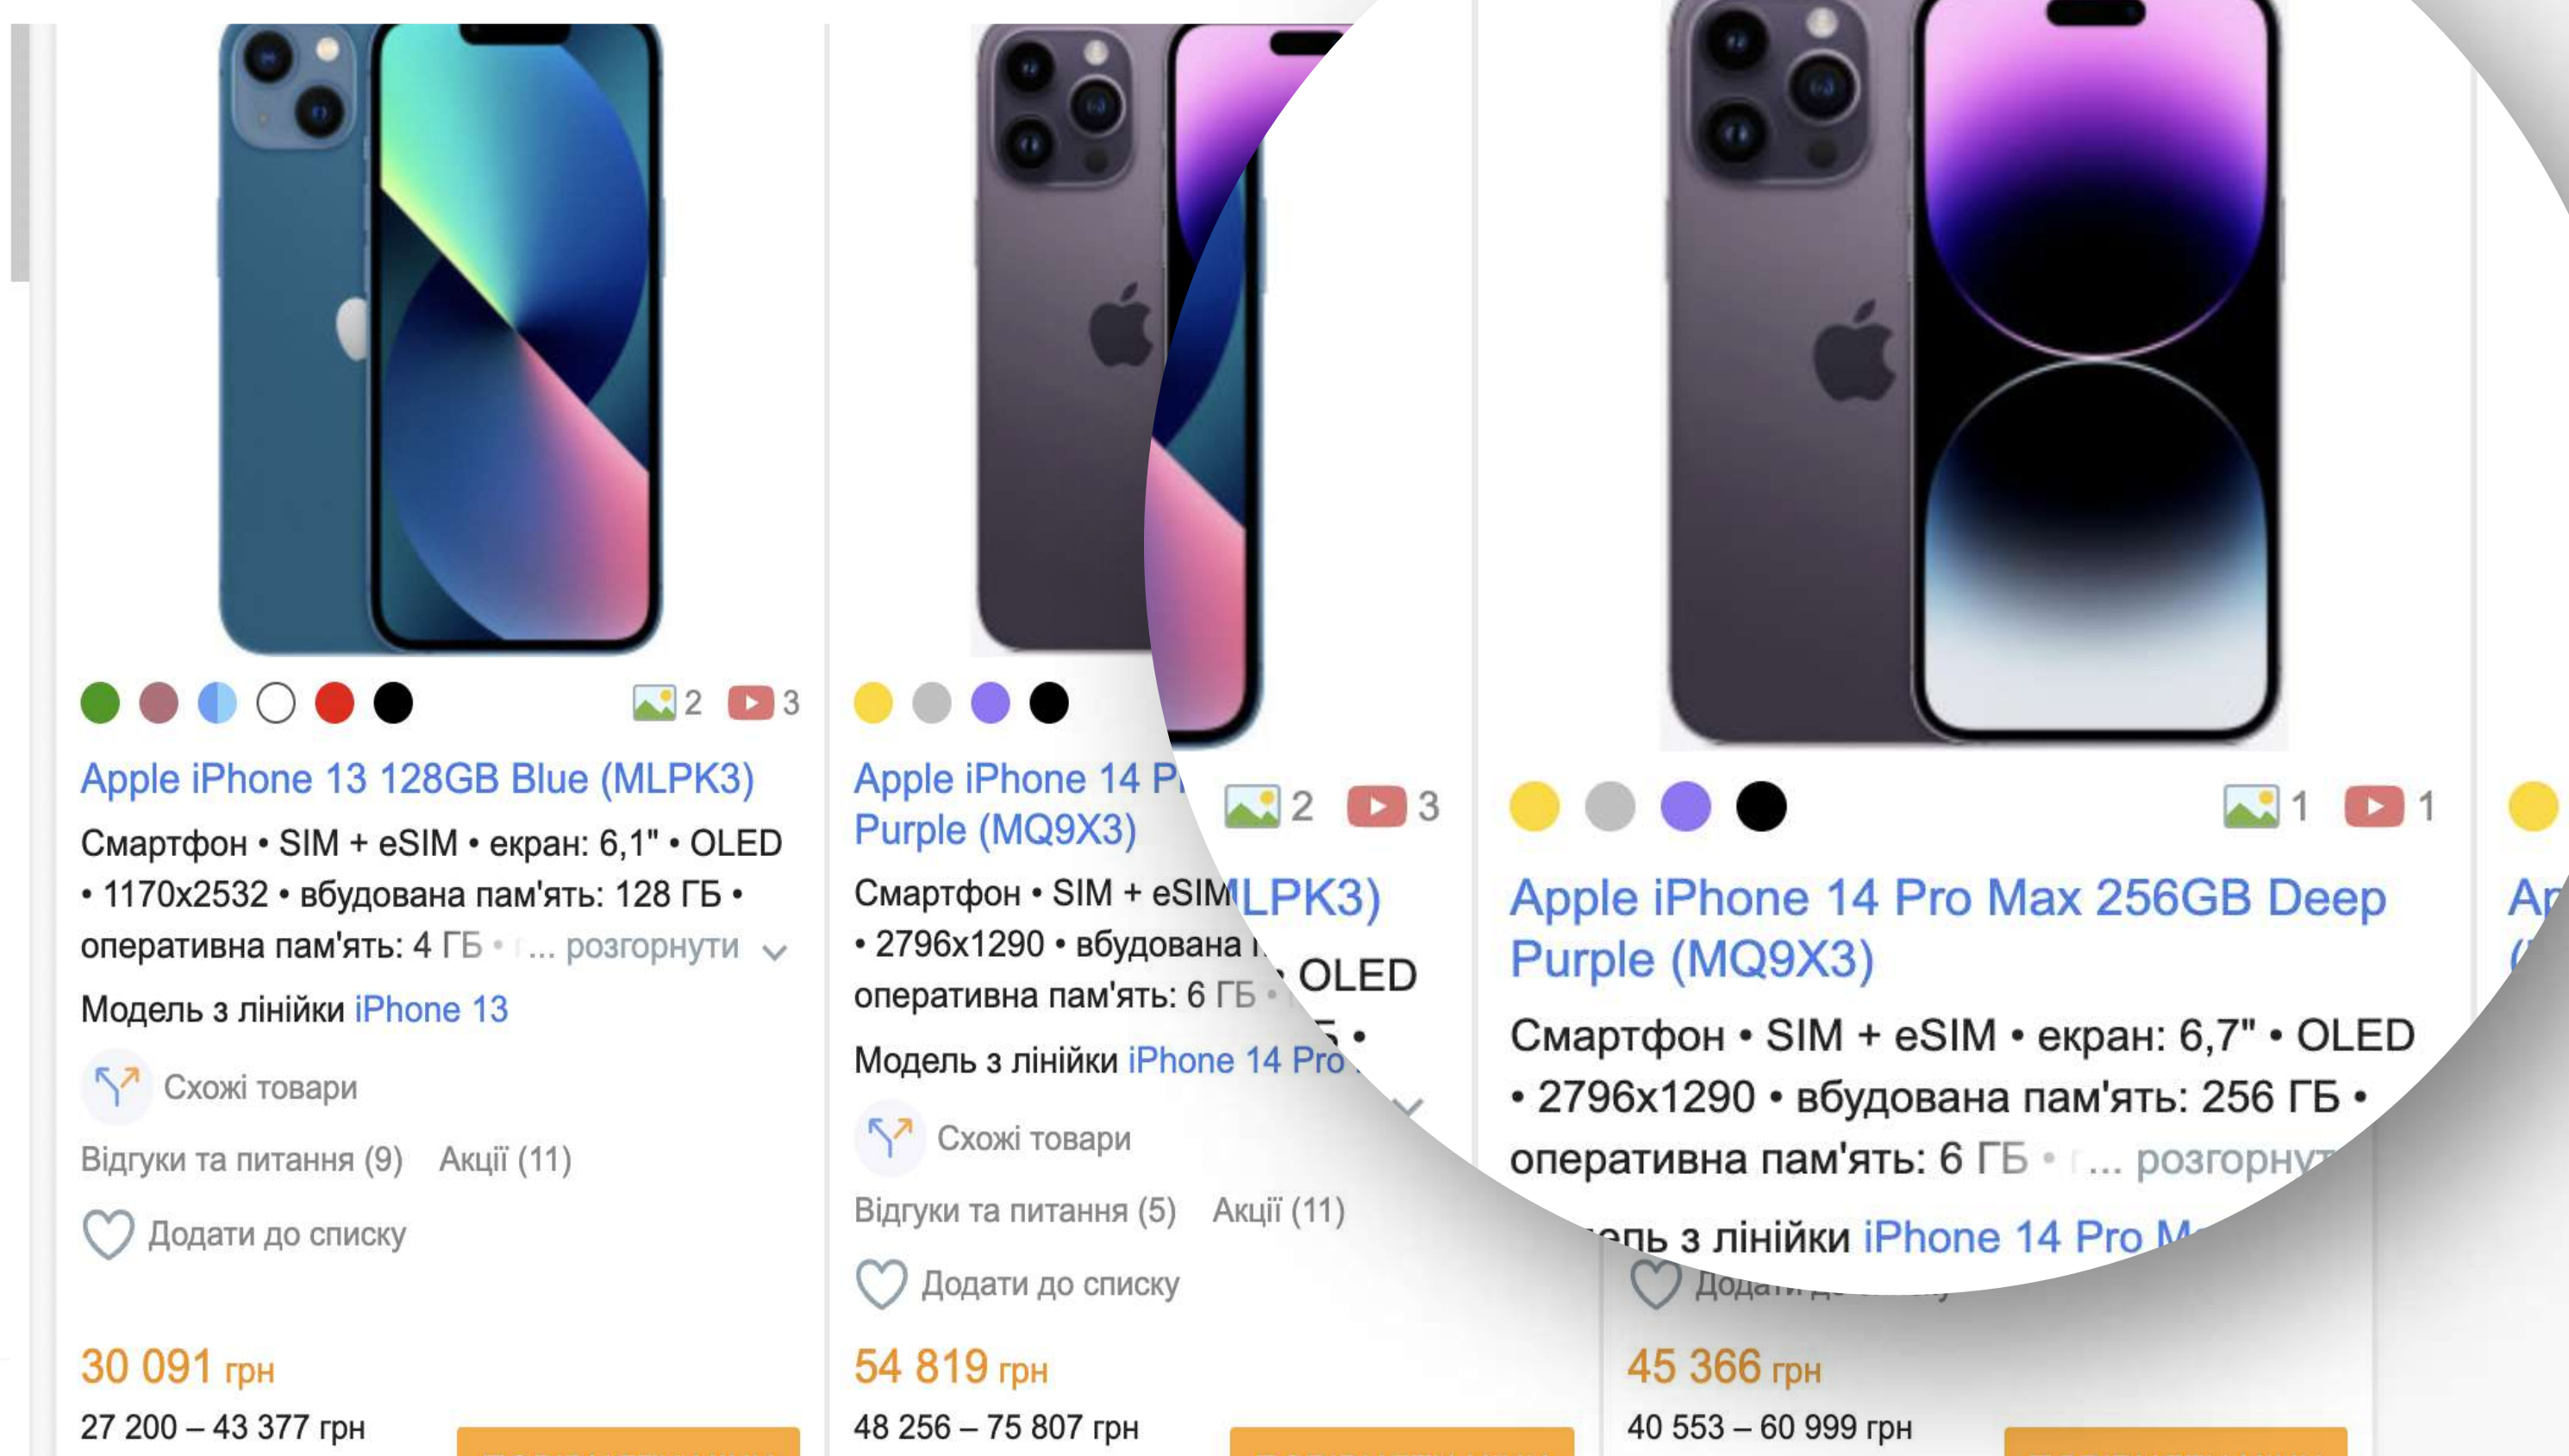 2
3
Apple iPhone 13 128GB Blue (MLPK3)
Смартфон • SIM + eSIM • екран: 6,1" • OLED
• 1170x2532 • вбудована пам'ять: 128 ГБ •
оперативна пам'ять: 4 ГБ • ... розгорнути
Модель з лінійки iPhone 13
Схожі товари
Відгуки та питання (9) Акції (11)
Додати до списку
30 091 грн
27 200 – 43 377 грн
Apple iPhone 14
Purple (MQ9X3)
Смартфон • SIM + eSIM
• 2796x1290 • вбудована
оперативна пам'ять: 6 ГБ •
Модель з лінійки iPhone 14 Pro
Схожі товари
Відгуки та питання (5) Акції (11)
Додати до списку
54 819 грн
48 256 – 75 807 грн
2
3
LPK3)
• OLED
1
1
Apple iPhone 14 Pro Max 256GB Deep
Purple (MQ9X3)
Смартфон • SIM + eSIM • екран: 6,7" • OLED
• 2796x1290 • вбудована пам'ять: 256 ГБ •
оперативна пам'ять: 6 ГБ • ...
з лінійки iPhone 14 Pro
45 366 грн
40 553 – 60 999 грн